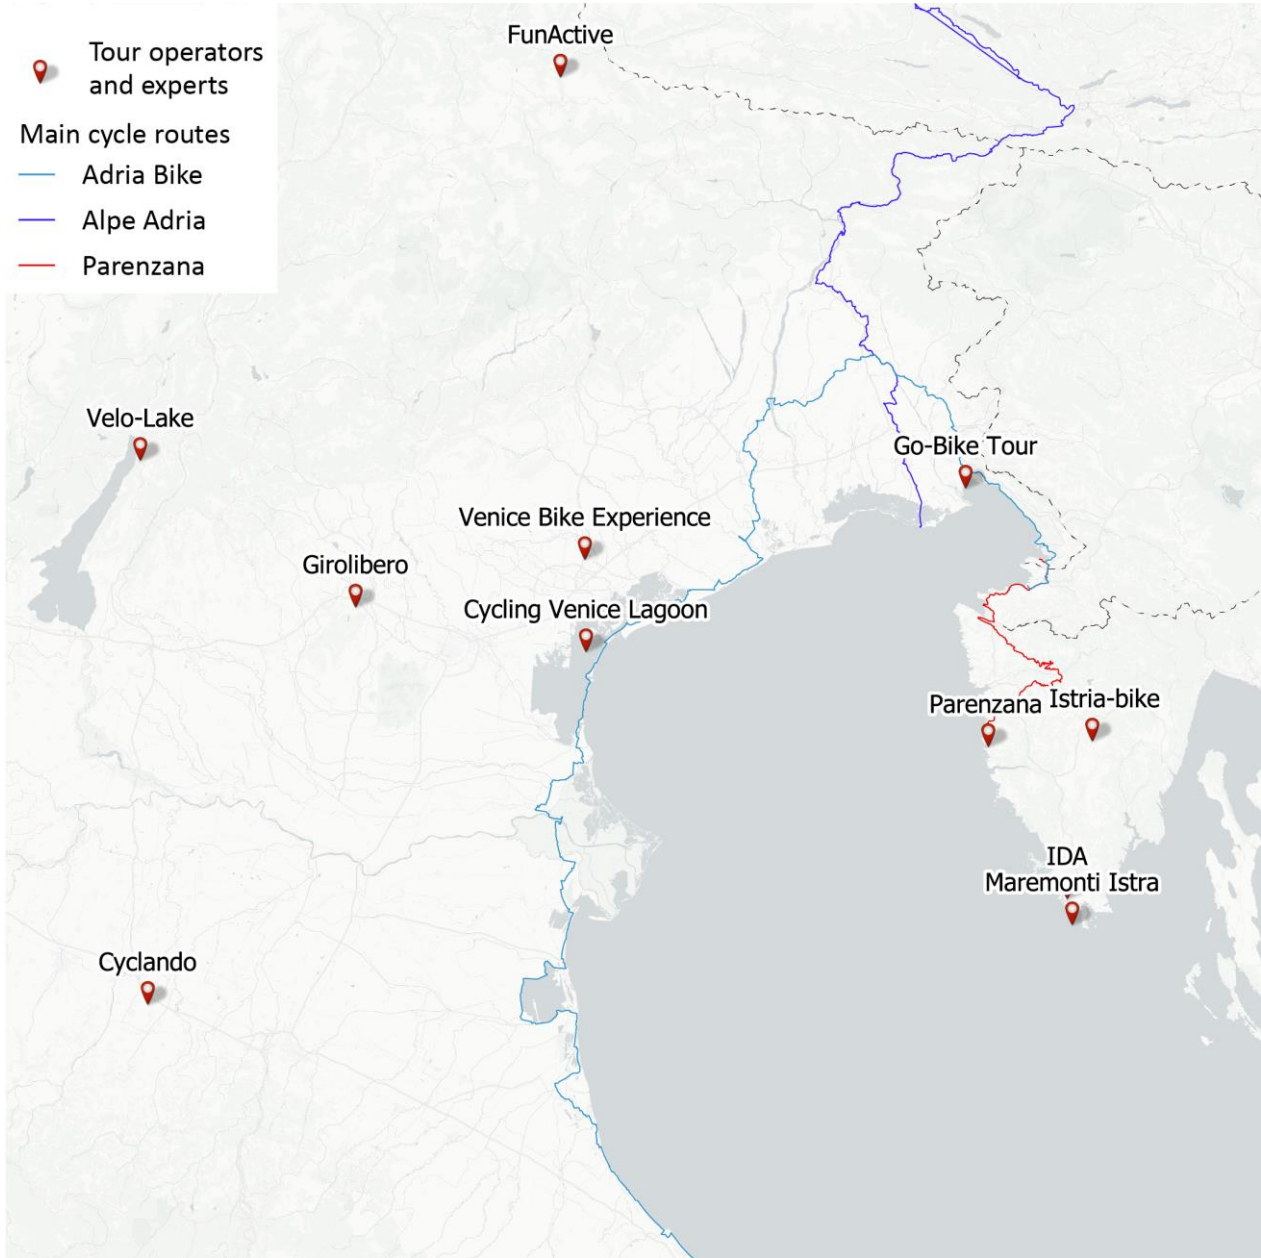 FunActive
Tour operators
and experts
Main cycle routes
Adria Bike
Alpe Adria
Parenzana
Velo-Lake
Go-Bike Tour
Venice Bike Experience
Girolibero
Cycling Venice Lagoon
Parenzana
Istria-bike
IDA
Maremonti Istra
Cyclando